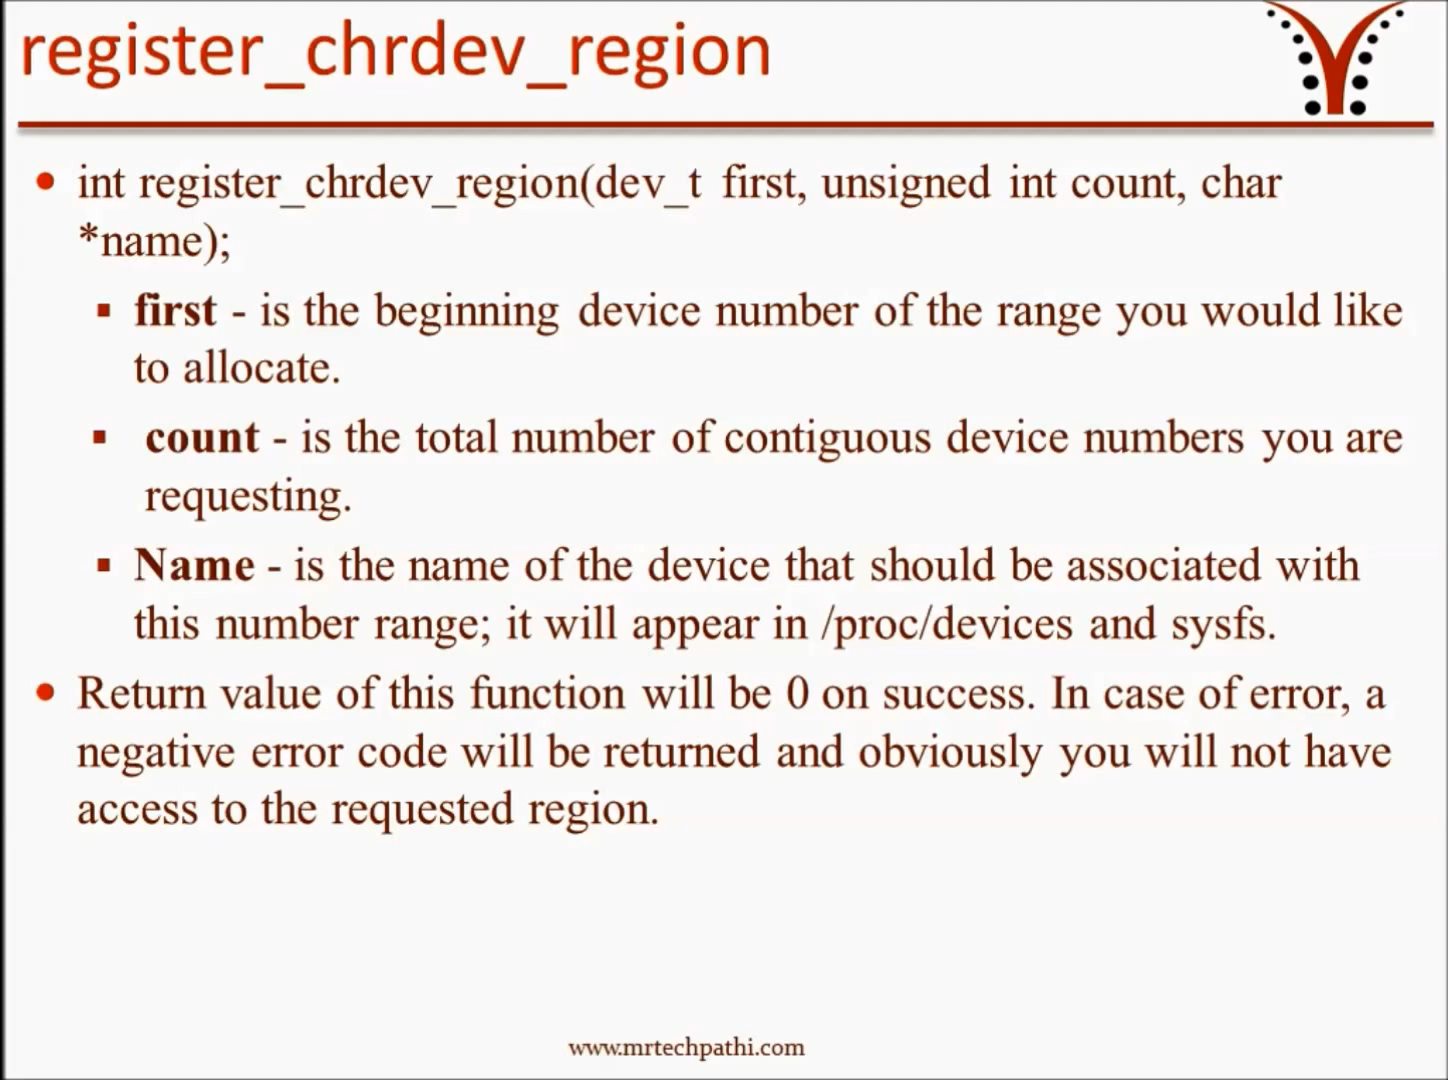 register_chrdev_region
• int register_chrdev_region(dev_t first, unsigned int count, char
*name);
▪ first - is the beginning device number of the range you would like
to allocate.
▪ count - is the total number of contiguous device numbers you are
requesting.
▪ Name - is the name of the device that should be associated with
this number range; it will appear in /proc/devices and sysfs.
• Return value of this function will be 0 on success. In case of error, a
negative error code will be returned and obviously you will not have
access to the requested region.
www.mrtechpathi.com